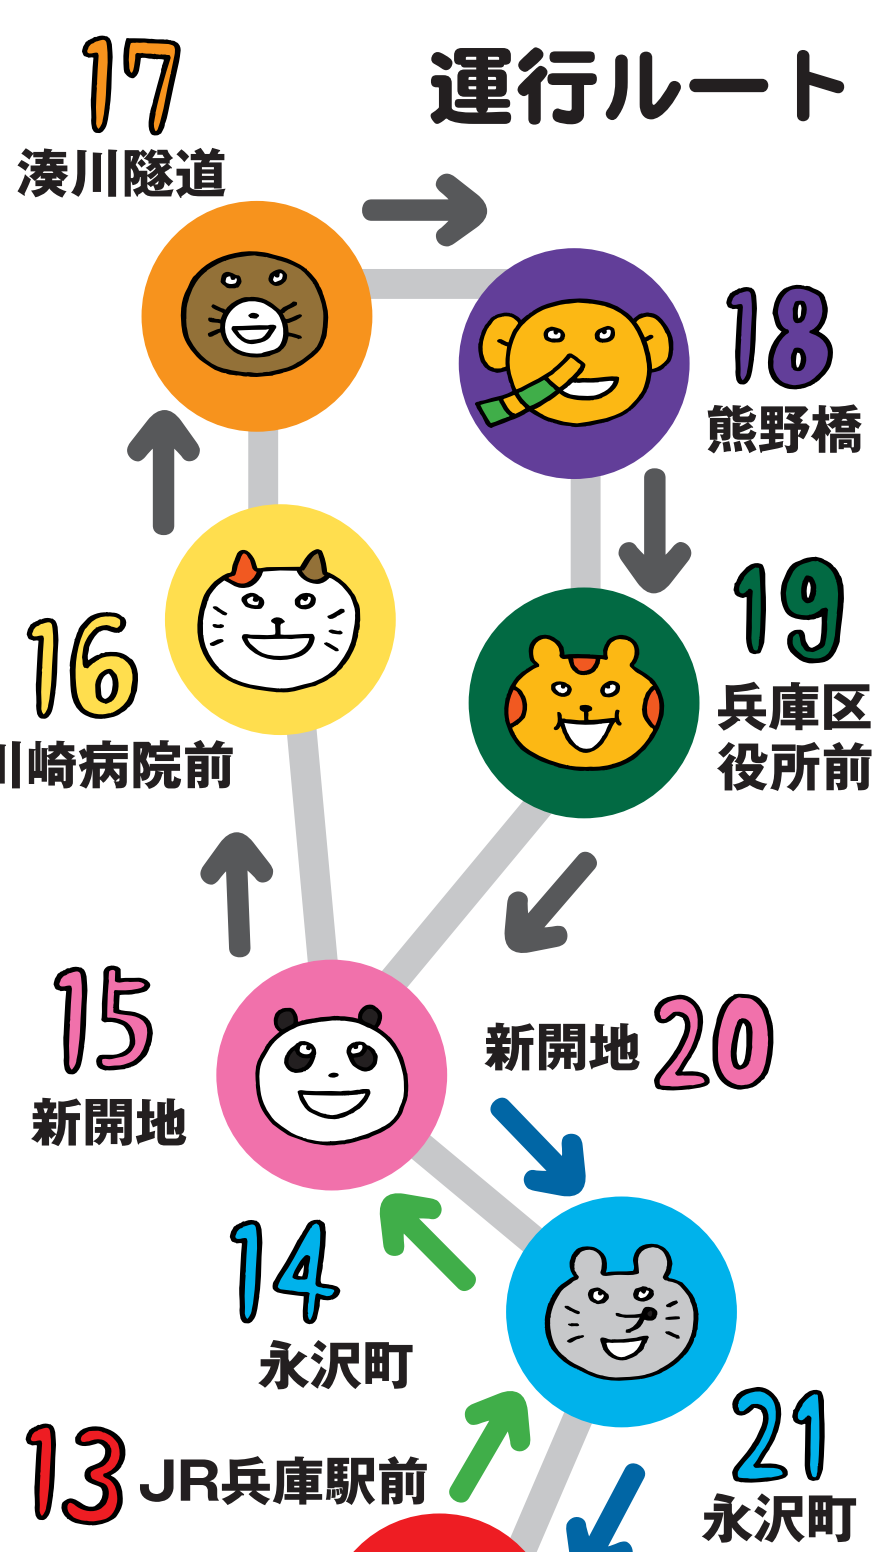 運行ルート
17
湊川隧道
18
熊野橋
19
兵庫区
役所前
16
川崎病院前
15
新開地
新開地 20
14
永沢町
13 JR兵庫駅前
21
永沢町